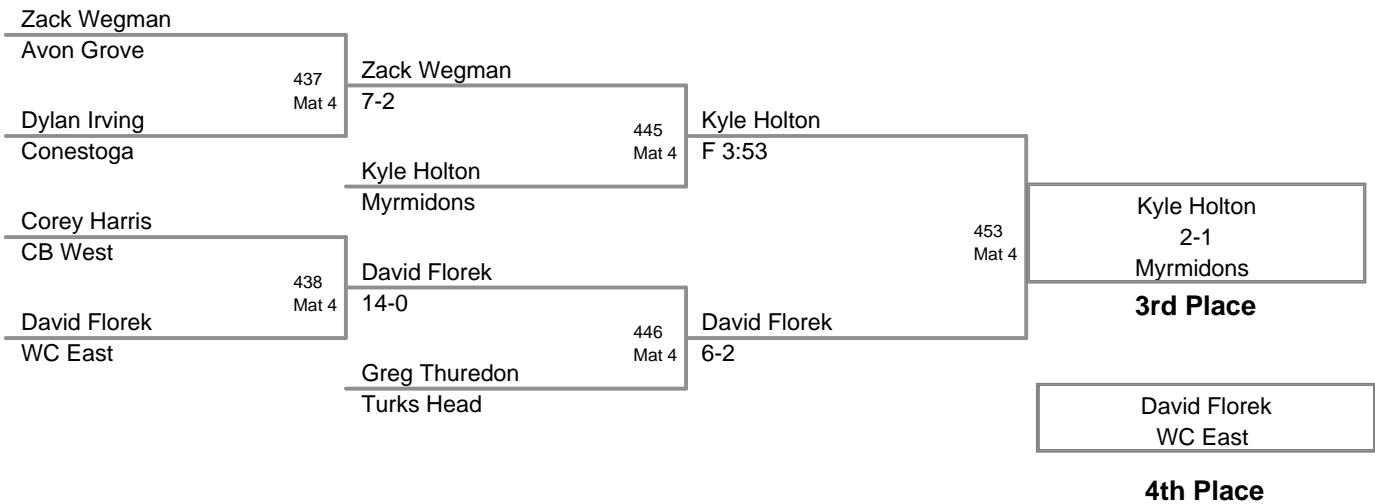 Zack Wegman
Avon Grove
437
Mat 4
Dylan Irving
Conestoga
Corey Harris
CB West
438
Mat 4
David Florek
WC East
Zack Wegman
7-2
445
Mat 4
Kyle Holton
Myrmidons
David Florek
14-0
446
Mat 4
Greg Thuredon
Turks Head
Kyle Holton
F 3:53
453
Mat 4
David Florek
6-2
Kyle Holton
2-1
Myrmidons
3rd Place
David Florek
WC East
4th Place